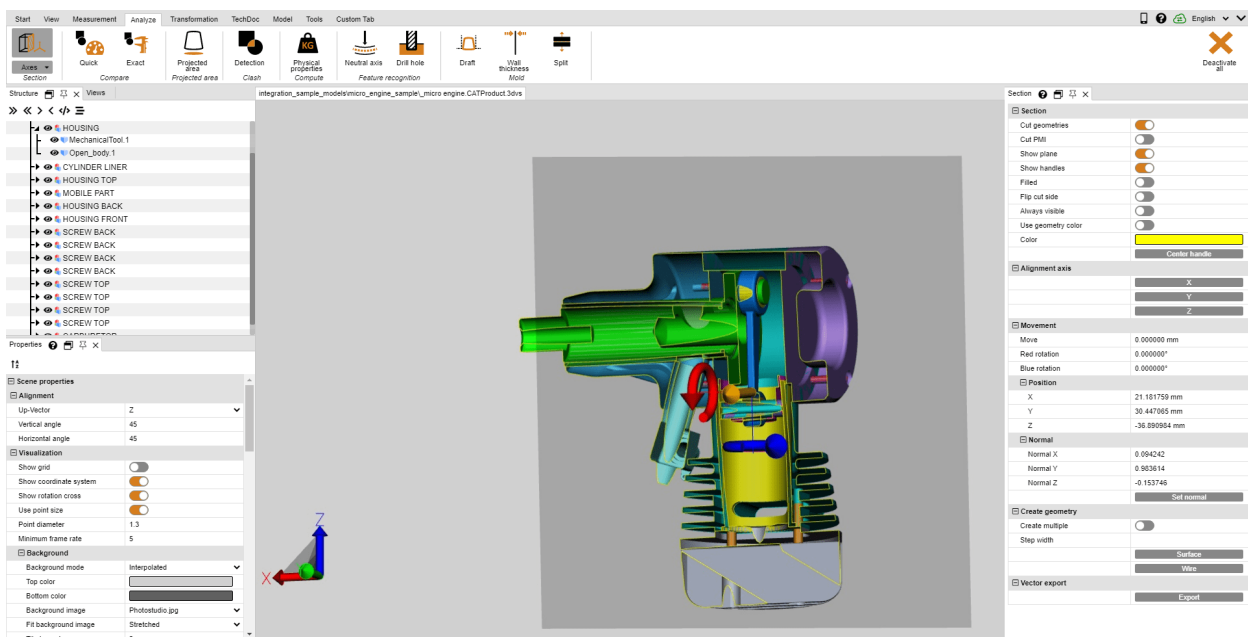 Start View Measurement Analyze Transformation TechDoc Model Tools Custom Tab
English
Axes
Section
Quick Exact
Compare
Projected area
Projected area
Detection
Clash
KG
Physical properties
Compute
Neutral axis Drill hole
Feature recognition
Draft Wall thickness Split
Mold
Deactivate all
Structure Views
HOUSING
MechanicalTool.1
Open_body.1
CYLINDER LINER
HOUSING TOP
MOBILE PART
HOUSING BACK
HOUSING FRONT
SCREW BACK
SCREW BACK
SCREW BACK
SCREW BACK
SCREW TOP
SCREW TOP
SCREW TOP
SCREW TOP
Properties
Scene properties
Alignment
Up-Vector Z
Vertical angle 45
Horizontal angle 45
Visualization
Show grid
Show coordinate system
Show rotation cross
Use point size
Point diameter 1.3
Minimum frame rate 5
Background
Background mode Interpolated
Top color
Bottom color
Background image Photostudio.jpg
Fit background image Stretched
integration_sample_models\micro_engine_sample\_micro engine.CATProduct.3dvs
Z
X
Section
Section
Cut geometries
Cut PMI
Show plane
Show handles
Filled
Flip cut side
Always visible
Use geometry color
Color
Center handle
Alignment axis
X
Y
Z
Movement
Move 0.000000 mm
Red rotation 0.000000°
Blue rotation 0.000000°
Position
X 21.181759 mm
Y 30.447065 mm
Z -36.890984 mm
Normal
Normal X 0.094242
Normal Y 0.983614
Normal Z -0.153746
Set normal
Create geometry
Create multiple
Step width
Surface
Wire
Vector export
Export